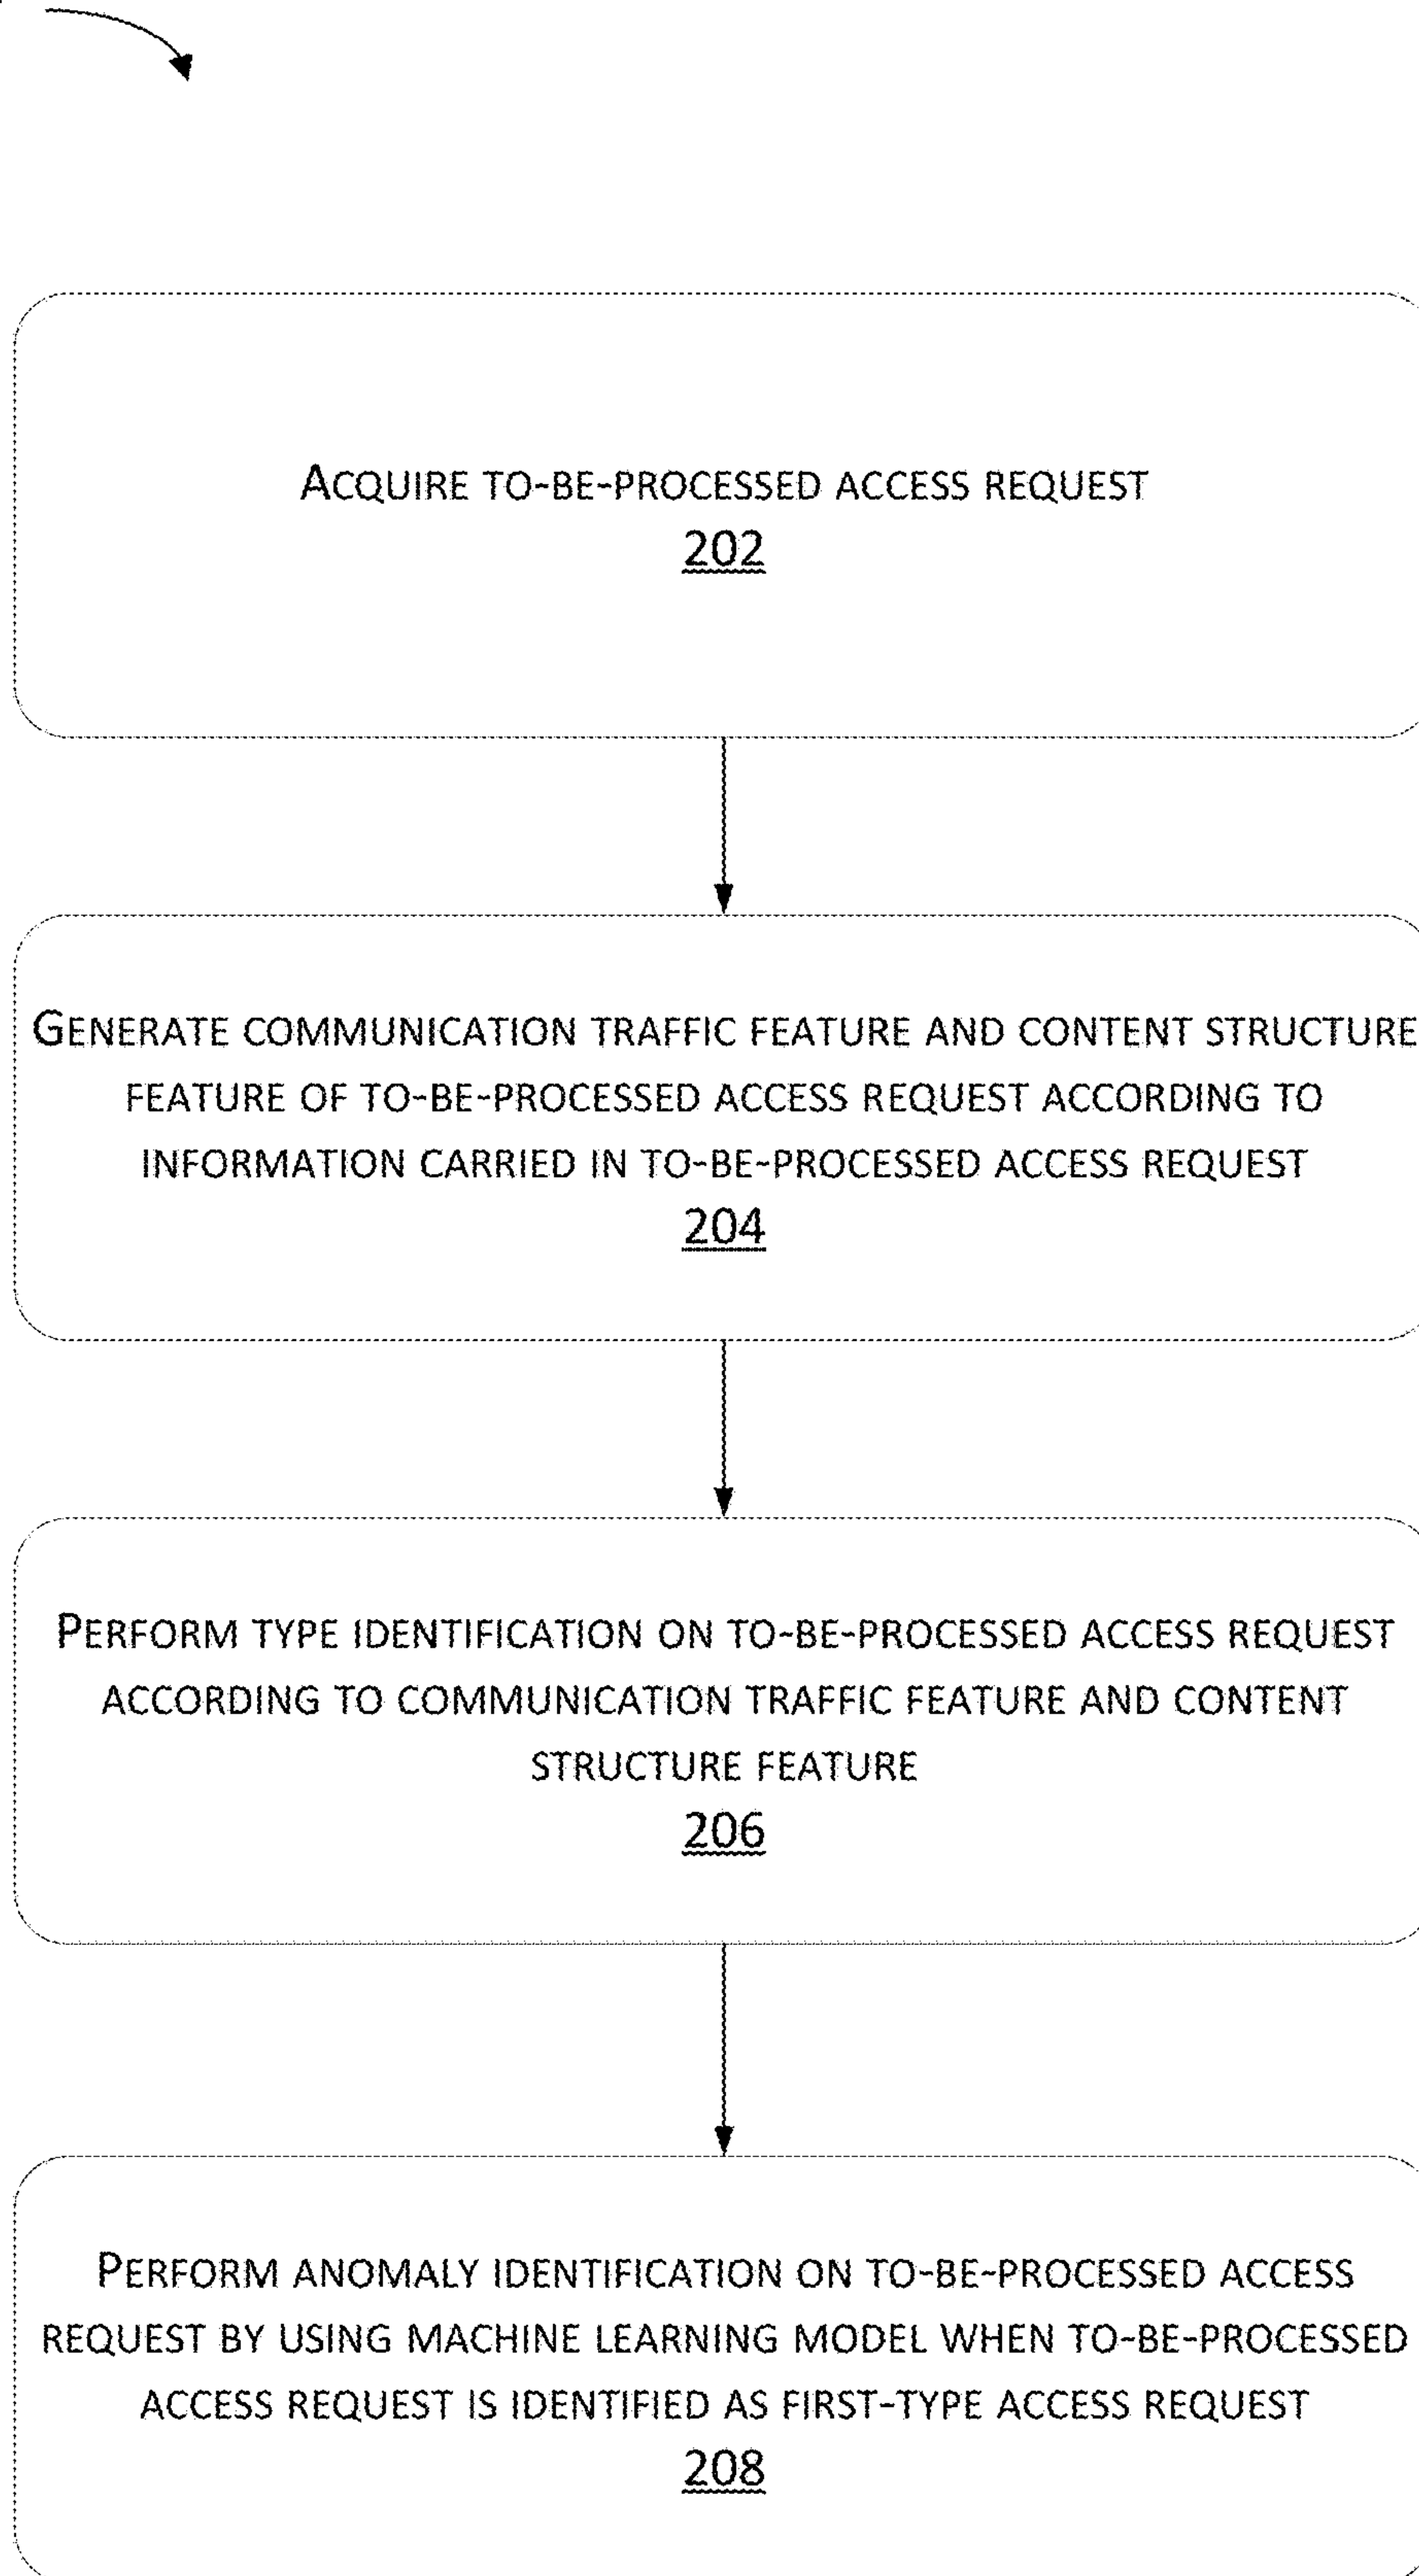 ACQUIRE TO-BE-PROCESSED ACCESS REQUEST
202
GENERATE COMMUNICATION TRAFFIC FEATURE AND CONTENT STRUCTURE
FEATURE OF TO-BE-PROCESSED ACCESS REQUEST ACCORDING TO
INFORMATION CARRIED IN TO-BE-PROCESSED ACCESS REQUEST
204
PERFORM TYPE IDENTIFICATION ON TO-BE-PROCESSED ACCESS REQUEST
ACCORDING TO COMMUNICATION TRAFFIC FEATURE AND CONTENT
STRUCTURE FEATURE
206
PERFORM ANOMALY IDENTIFICATION ON TO-BE-PROCESSED ACCESS
REQUEST BY USING MACHINE LEARNING MODEL WHEN TO-BE-PROCESSED
ACCESS REQUEST IS IDENTIFIED AS FIRST-TYPE ACCESS REQUEST
208